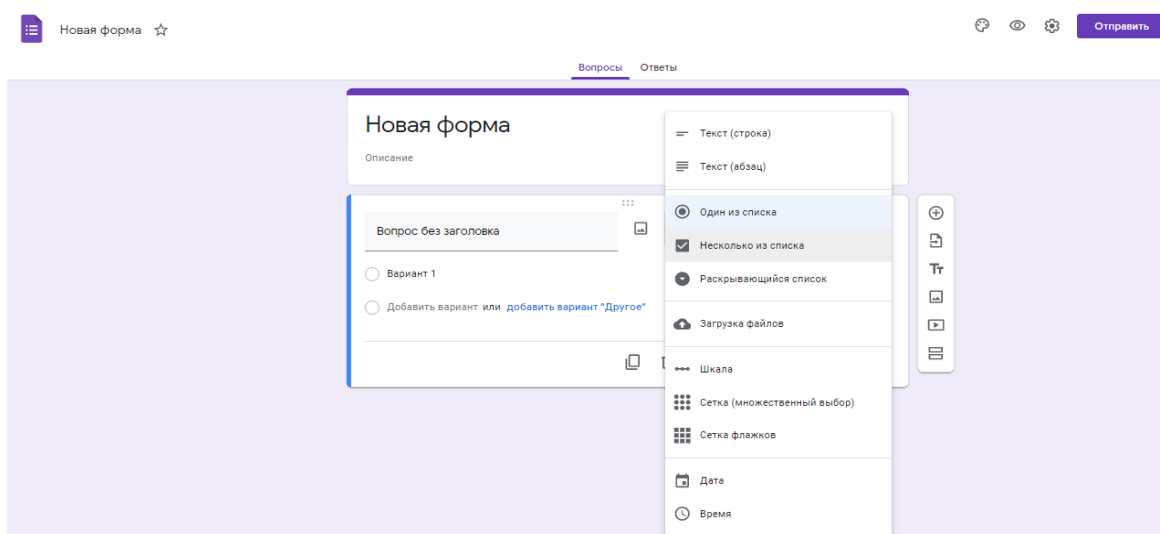 Новая форма
Отправить
Вопросы Ответы
Новая форма
Описание
Вопрос без заголовка
Вариант 1
Добавить вариант или добавить вариант "Другое"
Текст (строка)
Текст (абзац)
Один из списка
Несколько из списка
Раскрывающийся список
Загрузка файлов
Шкала
Сетка (множественный выбор)
Сетка флажков
Дата
Время
Тт